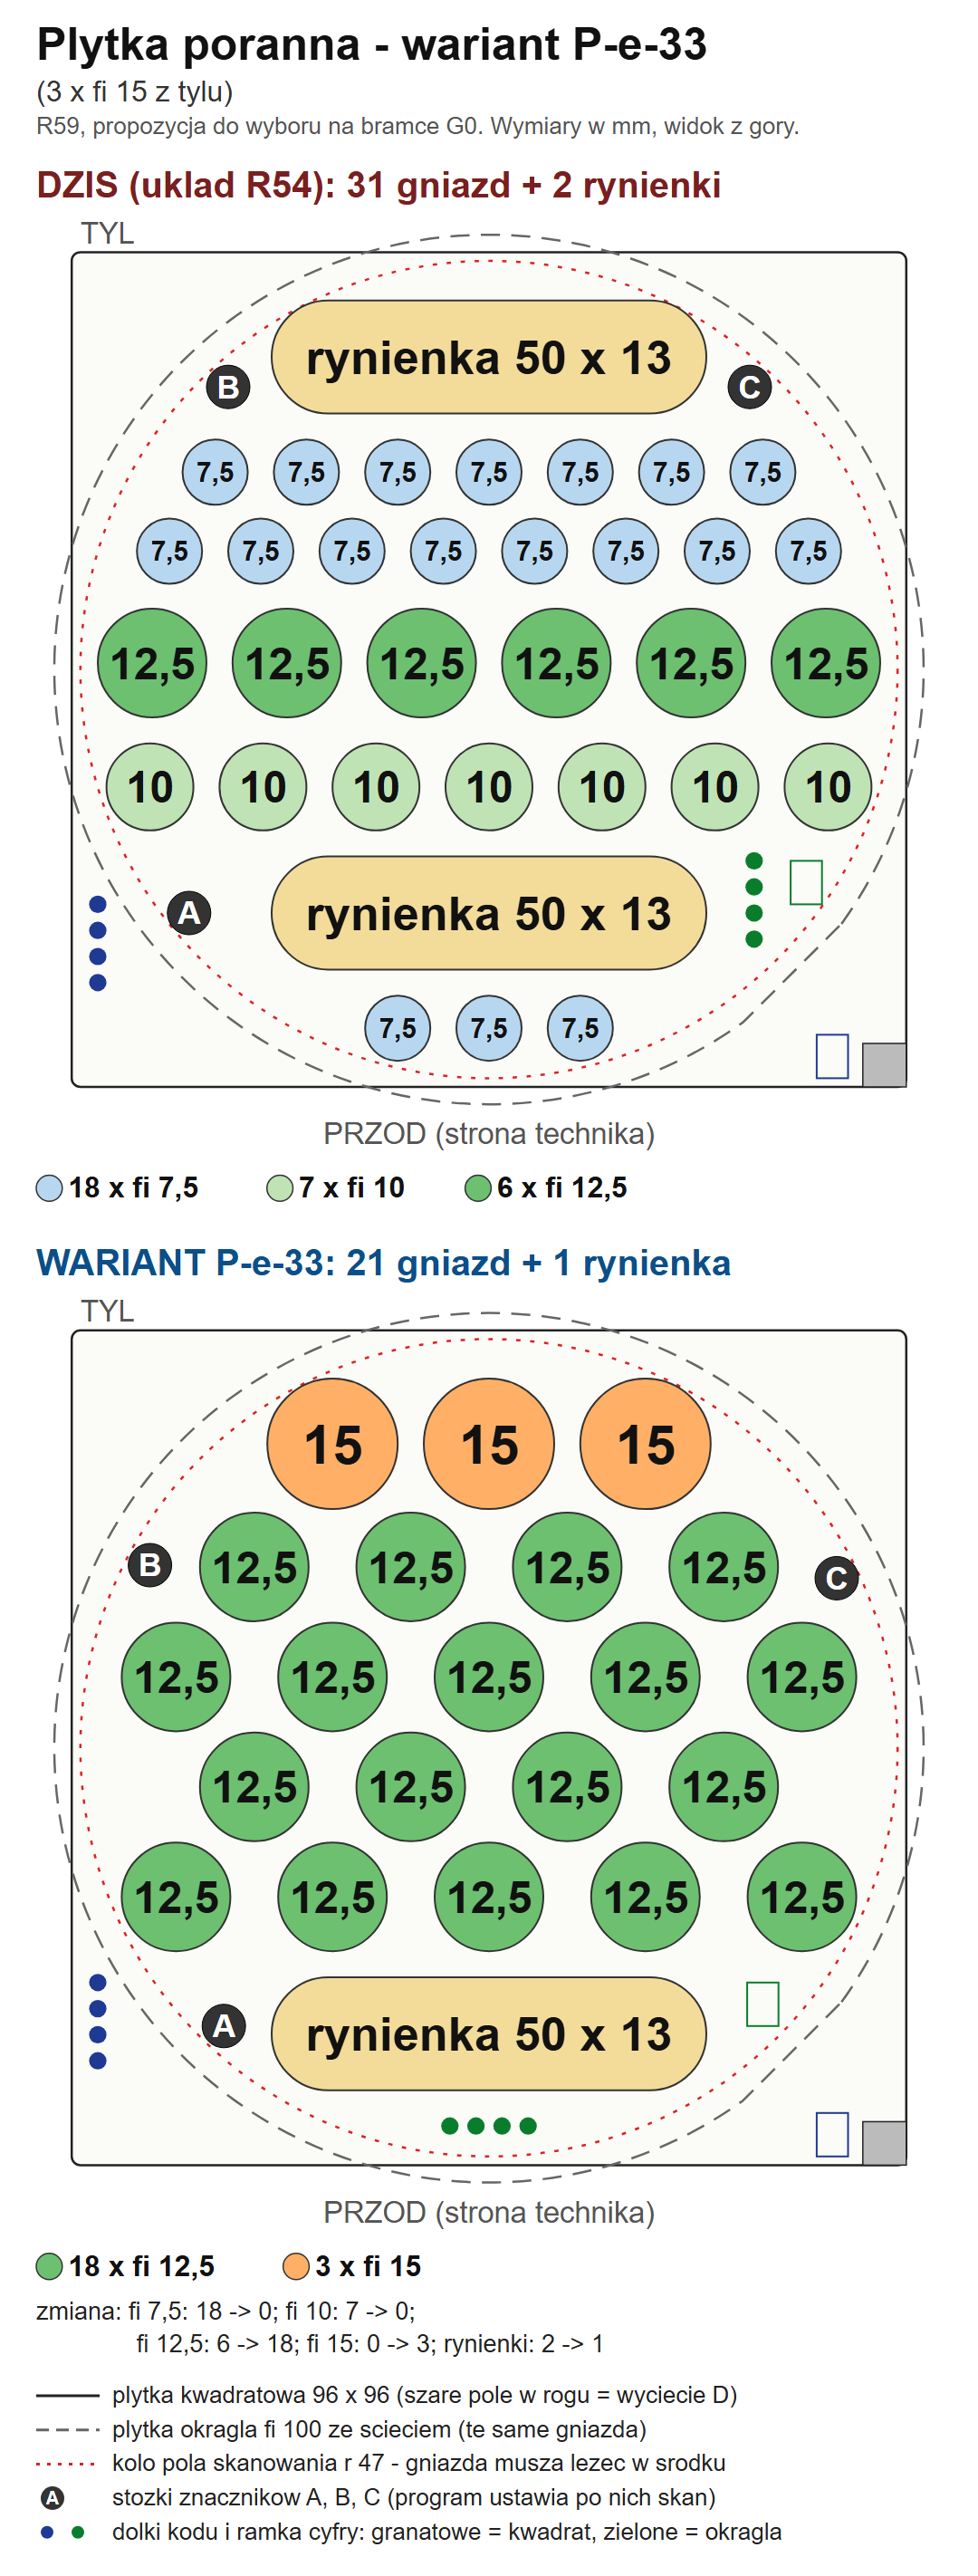 Plytka poranna - wariant P-e-33
(3 x fi 15 z tylu)
R59, propozycja do wyboru na bramce G0. Wymiary w mm, widok z gory.
DZIS (uklad R54): 31 gniazd + 2 rynienki
TYL
rynienka 50 x 13
B C
7,5 7,5 7,5 7,5 7,5 7,5 7,5
7,5 7,5 7,5 7,5 7,5 7,5 7,5 7,5
12,5 12,5 12,5 12,5 12,5 12,5
10 10 10 10 10 10 10
A rynienka 50 x 13
7,5 7,5 7,5
PRZOD (strona technika)
18 x fi 7,5 7 x fi 10 6 x fi 12,5
WARIANT P-e-33: 21 gniazd + 1 rynienka
TYL
15 15 15
B 12,5 12,5 12,5 12,5 C
12,5 12,5 12,5 12,5 12,5
12,5 12,5 12,5 12,5
12,5 12,5 12,5 12,5 12,5
A rynienka 50 x 13
PRZOD (strona technika)
18 x fi 12,5 3 x fi 15
zmiana: fi 7,5: 18 -> 0; fi 10: 7 -> 0;
fi 12,5: 6 -> 18; fi 15: 0 -> 3; rynienki: 2 -> 1
plytka kwadratowa 96 x 96 (szare pole w rogu = wyciecie D)
plytka okragla fi 100 ze scieciem (te same gniazda)
kolo pola skanowania r 47 - gniazda musza lezec w srodku
A stozki znacznikow A, B, C (program ustawia po nich skan)
dolki kodu i ramka cyfry: granatowe = kwadrat, zielone = okragla